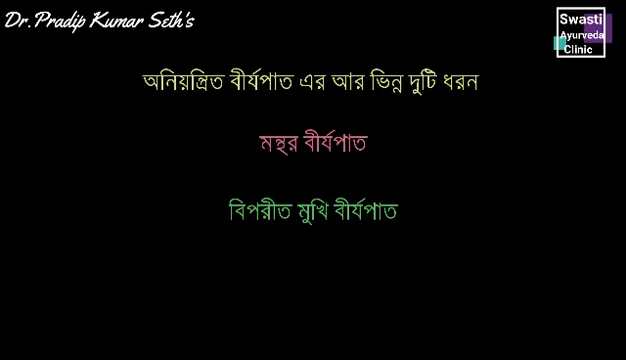 Dr.Pradip Kumar Seth's
Swasti
Ayurveda
Clinic
অনিয়ন্ত্রিত বীর্যপাত এর আর ভিন্ন দুটি ধরন
মন্থর বীর্যপাত
বিপরীত মুখি বীর্যপাত